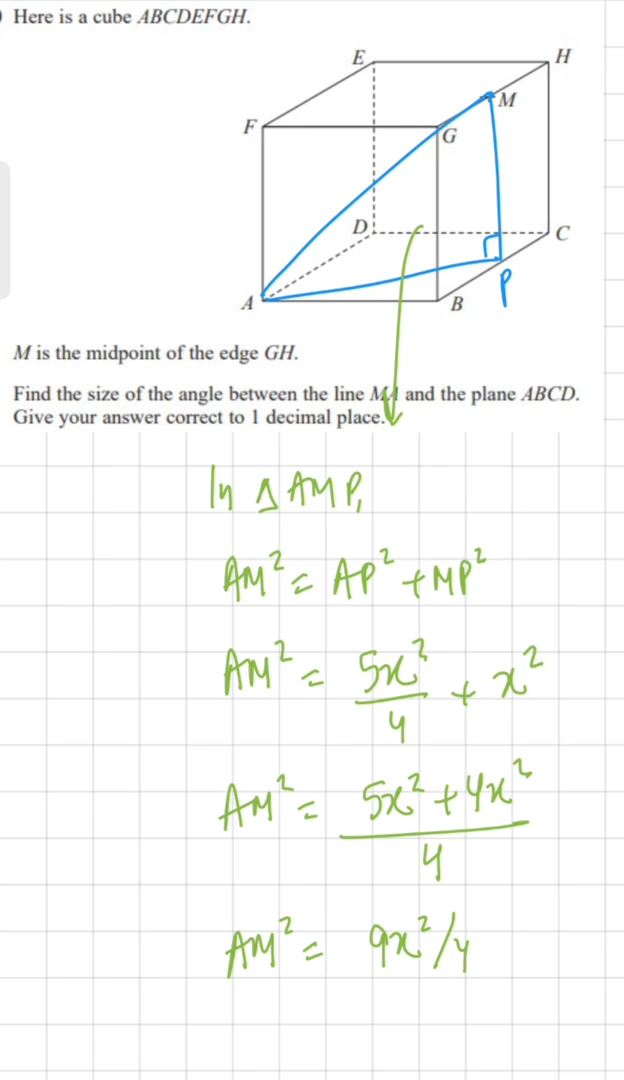 Here is a cube ABCDEFGH.
E
H
M
F
G
D
C
P
A
B
M is the midpoint of the edge GH.
Find the size of the angle between the line MA and the plane ABCD.
Give your answer correct to 1 decimal place.
In Δ AMP,
AM² = AP² + MP²
AM² = 5x²/4 + x²
AM² = 5x² + 4x²/4
AM² = 9x²/4